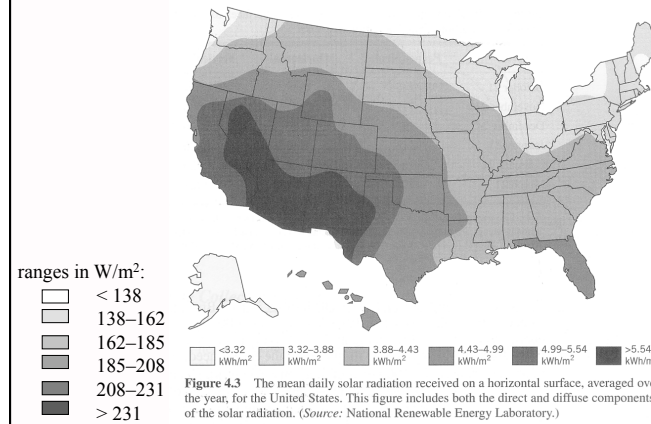 ranges in W/m²:
< 138
138–162
162–185
185–208
208–231
> 231
<3.32
kWh/m²
3.32–3.88
kWh/m²
3.88–4.43
kWh/m²
4.43–4.99
kWh/m²
4.99–5.54
kWh/m²
>5.54
kWh/m²
Figure 4.3 The mean daily solar radiation received on a horizontal surface, averaged ove
the year, for the United States. This figure includes both the direct and diffuse components
of the solar radiation. (Source: National Renewable Energy Laboratory.)